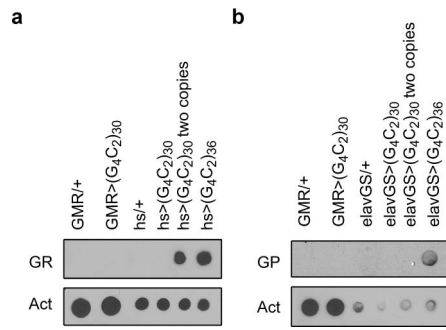 a
GMR/+
GMR>(G₄C₂)30
hs/+
hs>(G₄C₂)30
hs>(G₄C₂)30 two copies
hs>(G₄C₂)36
GR
Act
b
GMR/+
GMR>(G₄C₂)30
elavGS/+
elavGS>(G₄C₂)30
elavGS>(G₄C₂)30 two copies
elavGS>(G₄C₂)36
GP
Act